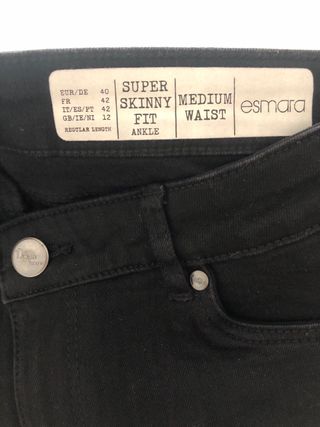 EUR/DE 40
FR 42
IT/ES/PT 42
GB/IE/NI 12
REGULAR LENGTH
SUPER
SKINNY
FIT
ANKLE
MEDIUM
WAIST
esmara